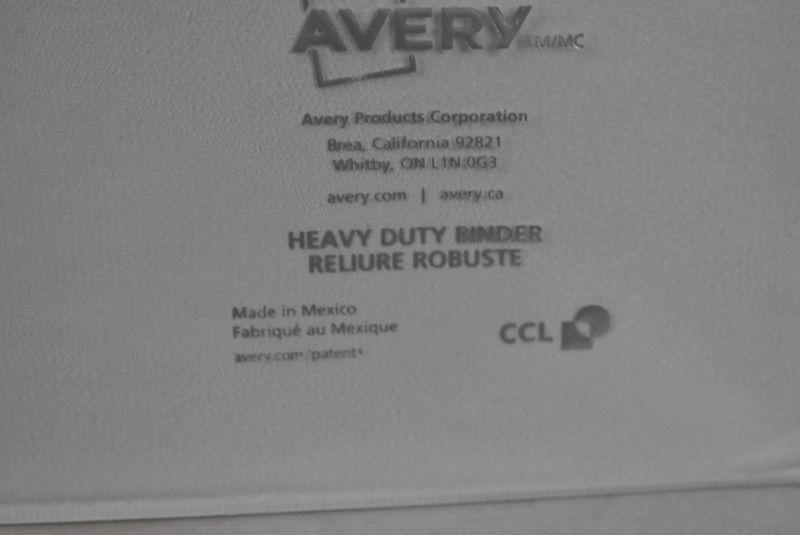 AVERY TM/MC
Avery Products Corporation
Brea, California 92821
Whitby, ON L1N 0G3
avery.com | avery.ca
HEAVY DUTY BINDER
RELIURE ROBUSTE
Made in Mexico
Fabriqué au Mexique
avery.com/patents
CCL